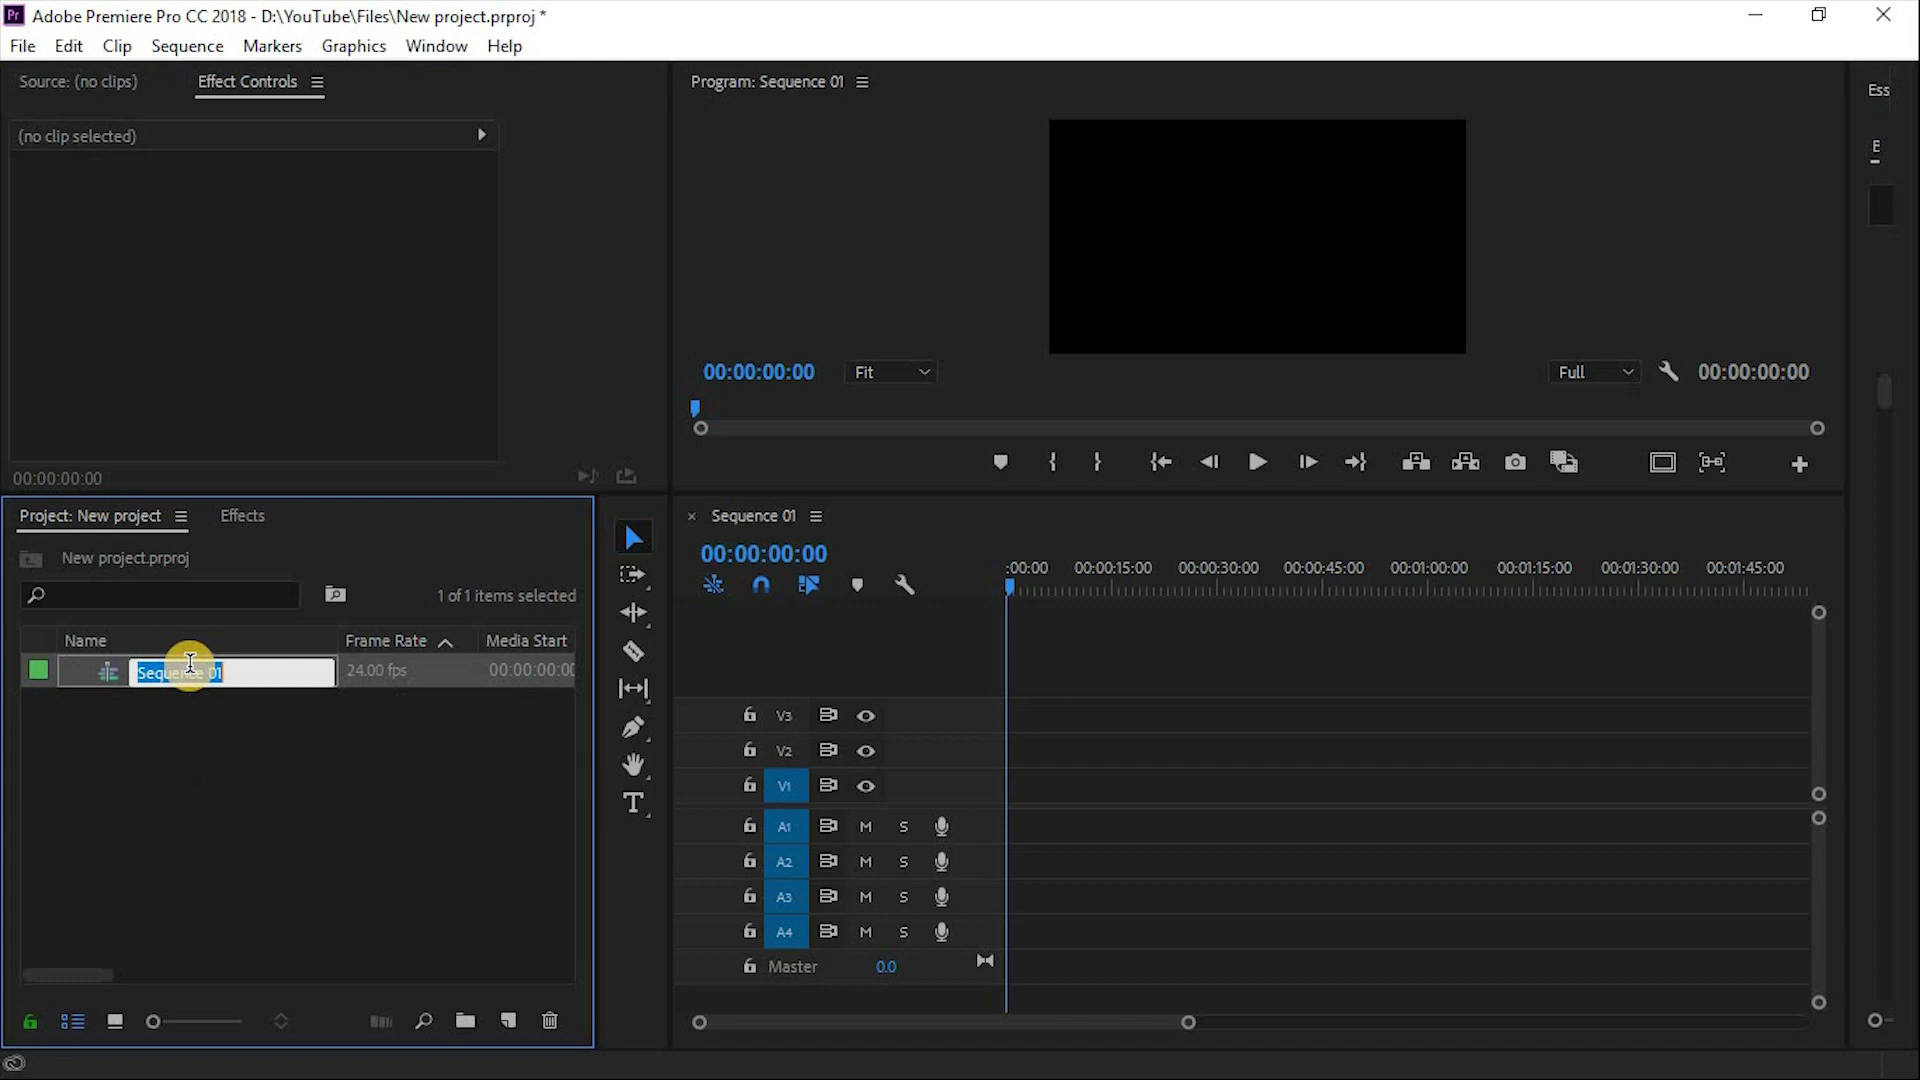 Pr Adobe Premiere Pro CC 2018 - D:\YouTube\Files\New project.prproj *
File Edit Clip Sequence Markers Graphics Window Help
Source: (no clips) Effect Controls
Program: Sequence 01
Ess
(no clip selected)
E
00:00:00:00 Fit Full 00:00:00:00
00:00:00:00
Project: New project Effects
Sequence 01
New project.prproj
00:00:00:00
:00:00 00:00:15:00 00:00:30:00 00:00:45:00 00:01:00:00 00:01:15:00 00:01:30:00 00:01:45:00
1 of 1 items selected
Name Frame Rate Media Start
Sequence 01 24.00 fps 00:00:00:00
V3
V2
V1
A1 M S
A2 M S
A3 M S
A4 M S
Master 0.0
T